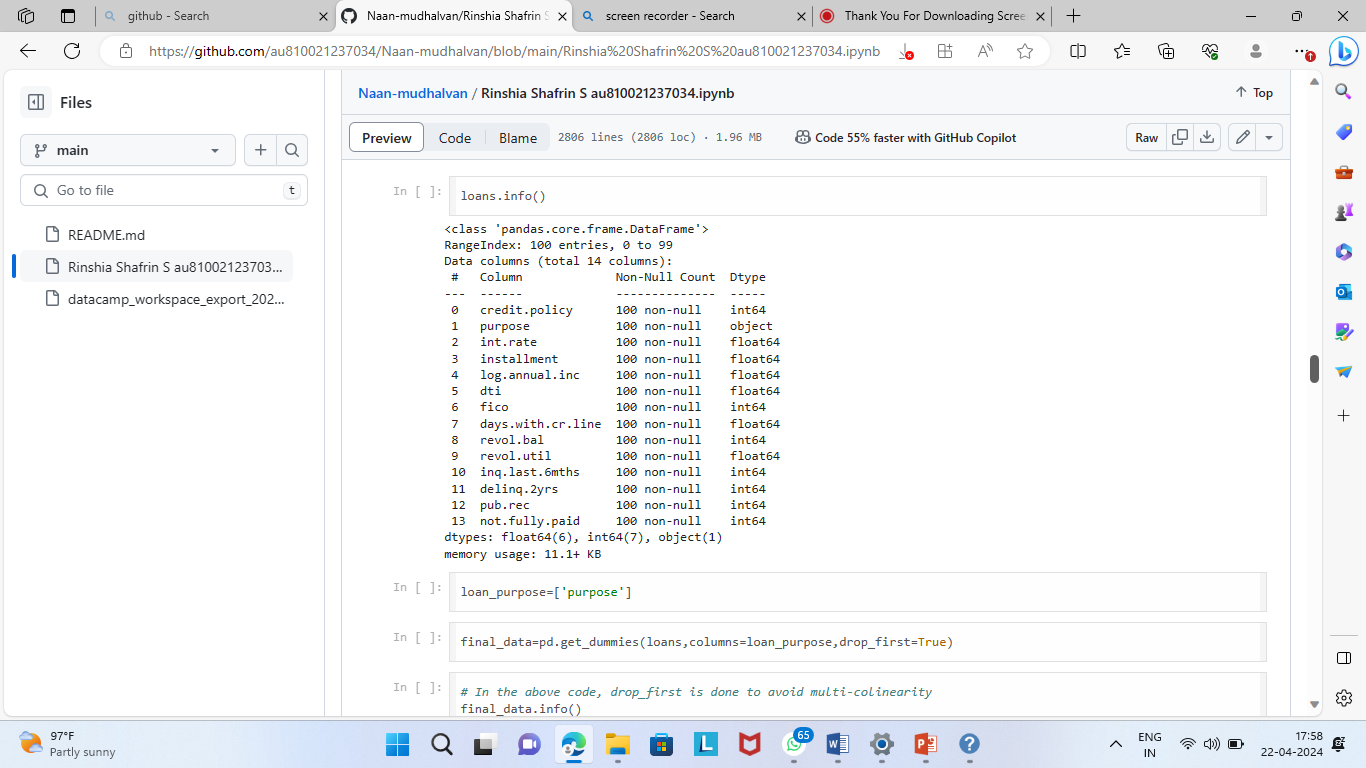 github - Search
Naan-mudhalvan/Rinshia Shafrin S
screen recorder - Search
Thank You For Downloading Scree
https://github.com/au810021237034/Naan-mudhalvan/blob/main/Rinshia%20Shafrin%20S%20au810021237034.ipynb
Files
main
Go to file
t
README.md
Rinshia Shafrin S au81002123703...
datacamp_workspace_export_202...
Naan-mudhalvan / Rinshia Shafrin S au810021237034.ipynb
Top
Preview Code Blame 2806 lines (2806 loc) · 1.96 MB Code 55% faster with GitHub Copilot Raw
In [ ]: loans.info()
<class 'pandas.core.frame.DataFrame'>
RangeIndex: 100 entries, 0 to 99
Data columns (total 14 columns):
# Column Non-Null Count Dtype
--- ------ -------------- -----
0 credit.policy 100 non-null int64
1 purpose 100 non-null object
2 int.rate 100 non-null float64
3 installment 100 non-null float64
4 log.annual.inc 100 non-null float64
5 dti 100 non-null float64
6 fico 100 non-null int64
7 days.with.cr.line 100 non-null float64
8 revol.bal 100 non-null int64
9 revol.util 100 non-null float64
10 inq.last.6mths 100 non-null int64
11 delinq.2yrs 100 non-null int64
12 pub.rec 100 non-null int64
13 not.fully.paid 100 non-null int64
dtypes: float64(6), int64(7), object(1)
memory usage: 11.1+ KB
In [ ]: loan_purpose=['purpose']
In [ ]: final_data=pd.get_dummies(loans,columns=loan_purpose,drop_first=True)
In [ ]: # In the above code, drop_first is done to avoid multi-colinearity
final_data.info()
97°F
Partly sunny
65
ENG
IN
17:58
22-04-2024